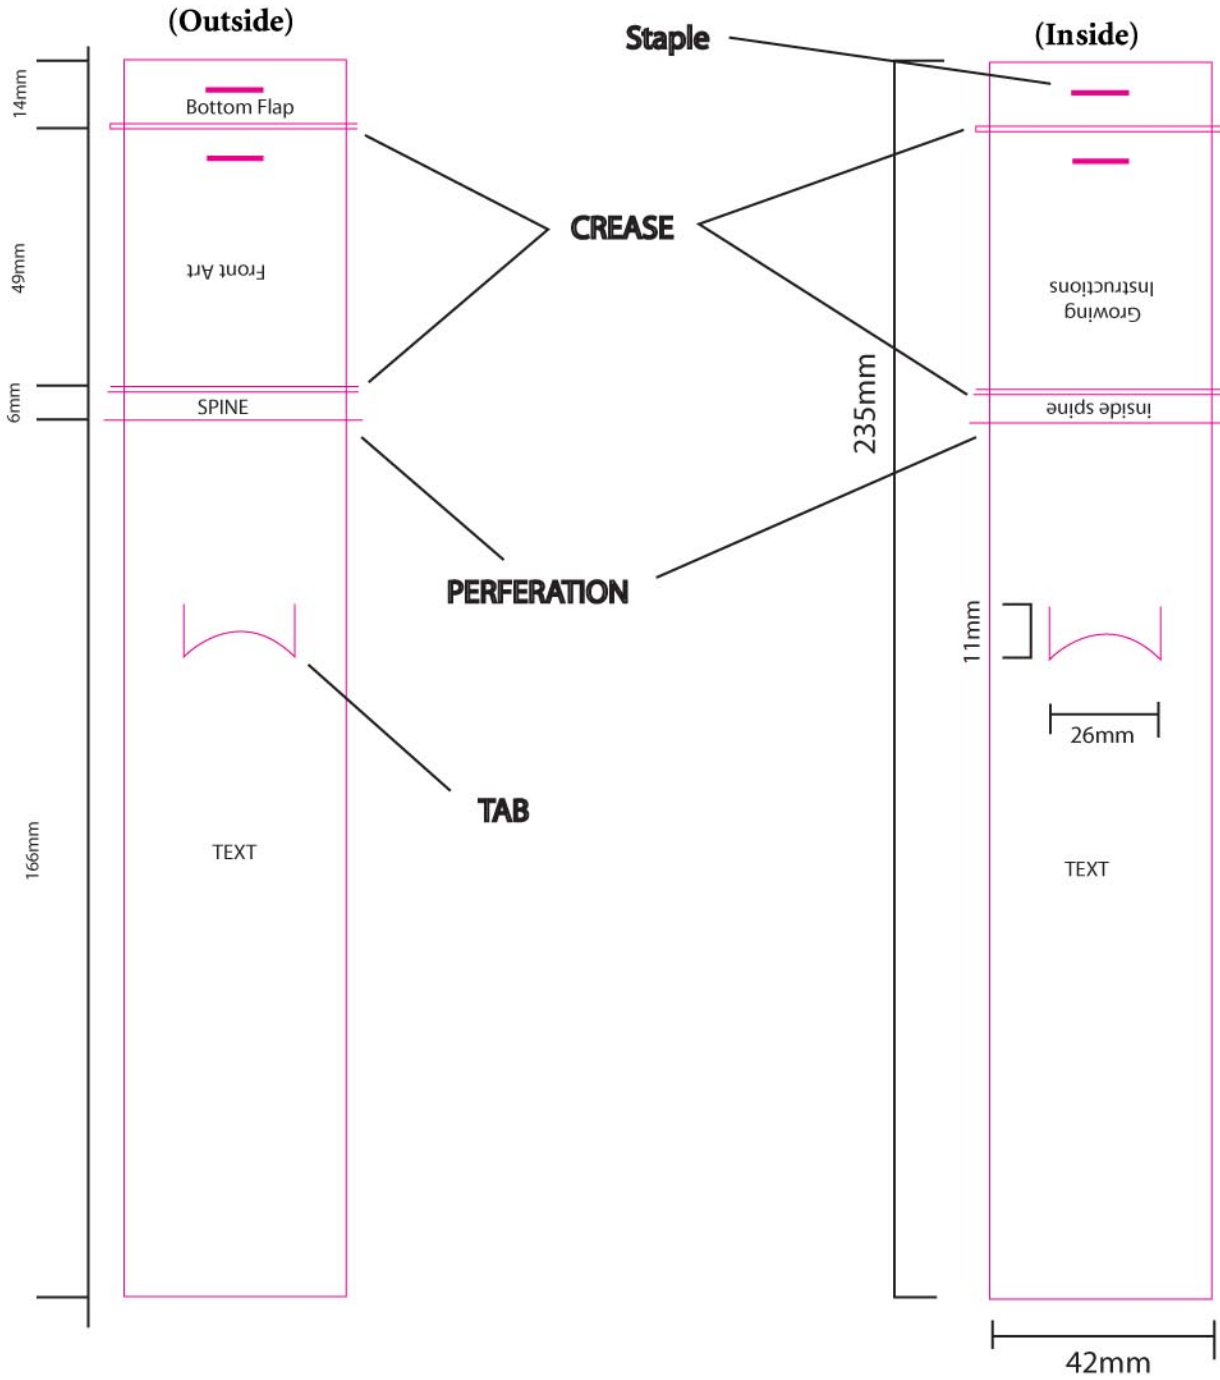 (Outside)
Staple
(Inside)
14mm
Bottom Flap
CREASE
49mm
Front Art
Growing
Instructions
6mm
SPINE
235mm
inside spine
PERFERATION
11mm
26mm
TAB
166mm
TEXT
TEXT
42mm